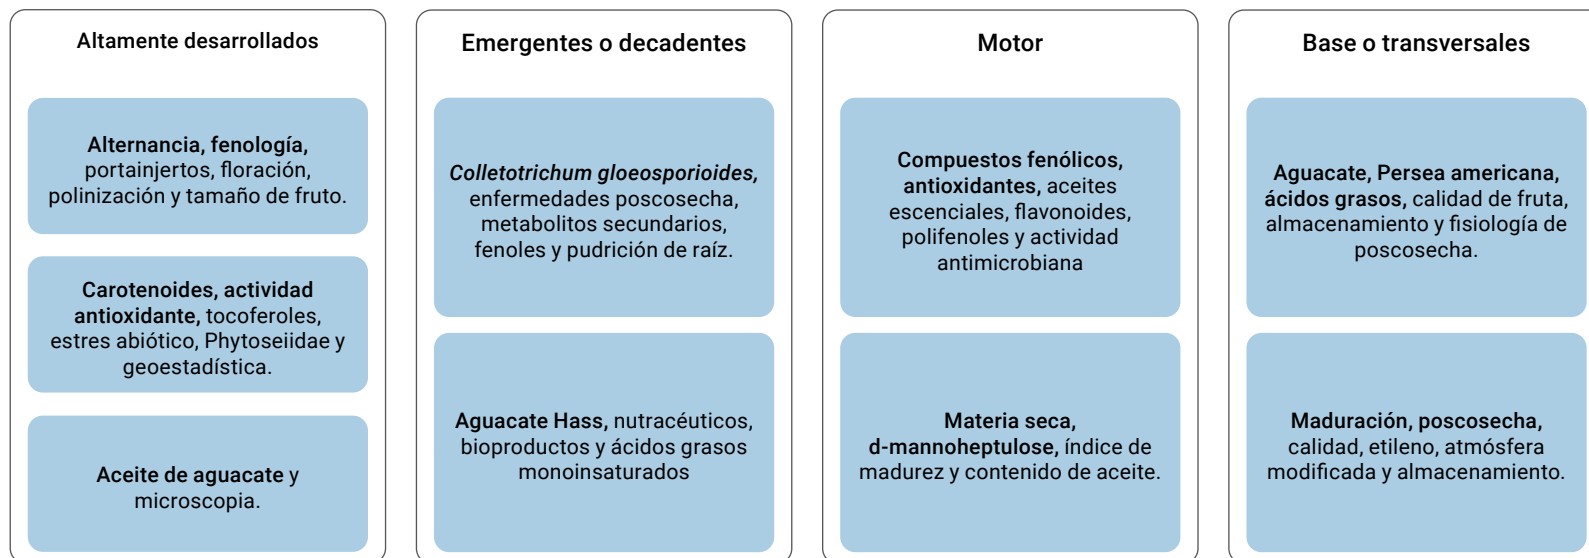 Altamente desarrollados
Alternancia, fenología,
portainjertos, floración,
polinización y tamaño de fruto.
Carotenoides, actividad
antioxidante, tocoferoles,
estres abiótico, Phytoseiidae y
geoestadística.
Aceite de aguacate y
microscopia.
Emergentes o decadentes
Colletotrichum gloeosporioides,
enfermedades poscosecha,
metabolitos secundarios,
fenoles y pudrición de raíz.
Aguacate Hass, nutracéuticos,
bioproductos y ácidos grasos
monoinsaturados
Motor
Compuestos fenólicos,
antioxidantes, aceites
escenciales, flavonoides,
polifenoles y actividad
antimicrobiana
Materia seca,
d-mannoheptulose, índice de
madurez y contenido de aceite.
Base o transversales
Aguacate, Persea americana,
ácidos grasos, calidad de fruta,
almacenamiento y fisiología de
poscosecha.
Maduración, poscosecha,
calidad, etileno, atmósfera
modificada y almacenamiento.